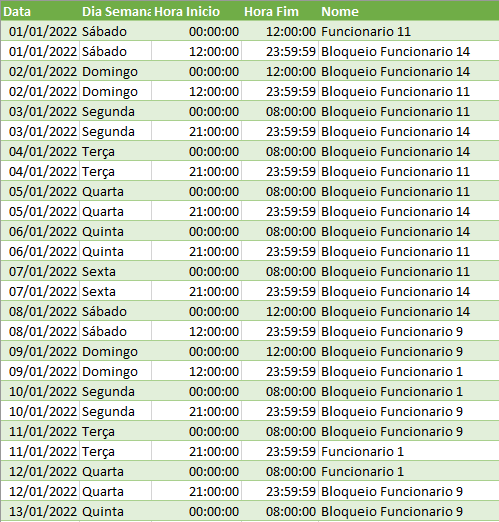 Data Dia Semana Hora Inicio Hora Fim Nome
01/01/2022 Sábado 00:00:00 12:00:00 Funcionario 11
01/01/2022 Sábado 12:00:00 23:59:59 Bloqueio Funcionario 14
02/01/2022 Domingo 00:00:00 12:00:00 Bloqueio Funcionario 14
02/01/2022 Domingo 12:00:00 23:59:59 Bloqueio Funcionario 11
03/01/2022 Segunda 00:00:00 08:00:00 Bloqueio Funcionario 11
03/01/2022 Segunda 21:00:00 23:59:59 Bloqueio Funcionario 14
04/01/2022 Terça 00:00:00 08:00:00 Bloqueio Funcionario 14
04/01/2022 Terça 21:00:00 23:59:59 Bloqueio Funcionario 11
05/01/2022 Quarta 00:00:00 08:00:00 Bloqueio Funcionario 11
05/01/2022 Quarta 21:00:00 23:59:59 Bloqueio Funcionario 14
06/01/2022 Quinta 00:00:00 08:00:00 Bloqueio Funcionario 14
06/01/2022 Quinta 21:00:00 23:59:59 Bloqueio Funcionario 11
07/01/2022 Sexta 00:00:00 08:00:00 Bloqueio Funcionario 11
07/01/2022 Sexta 21:00:00 23:59:59 Bloqueio Funcionario 14
08/01/2022 Sábado 00:00:00 12:00:00 Bloqueio Funcionario 14
08/01/2022 Sábado 12:00:00 23:59:59 Bloqueio Funcionario 9
09/01/2022 Domingo 00:00:00 12:00:00 Bloqueio Funcionario 9
09/01/2022 Domingo 12:00:00 23:59:59 Bloqueio Funcionario 1
10/01/2022 Segunda 00:00:00 08:00:00 Bloqueio Funcionario 1
10/01/2022 Segunda 21:00:00 23:59:59 Bloqueio Funcionario 9
11/01/2022 Terça 00:00:00 08:00:00 Bloqueio Funcionario 9
11/01/2022 Terça 21:00:00 23:59:59 Funcionario 1
12/01/2022 Quarta 00:00:00 08:00:00 Funcionario 1
12/01/2022 Quarta 21:00:00 23:59:59 Bloqueio Funcionario 9
13/01/2022 Quinta 00:00:00 08:00:00 Bloqueio Funcionario 9